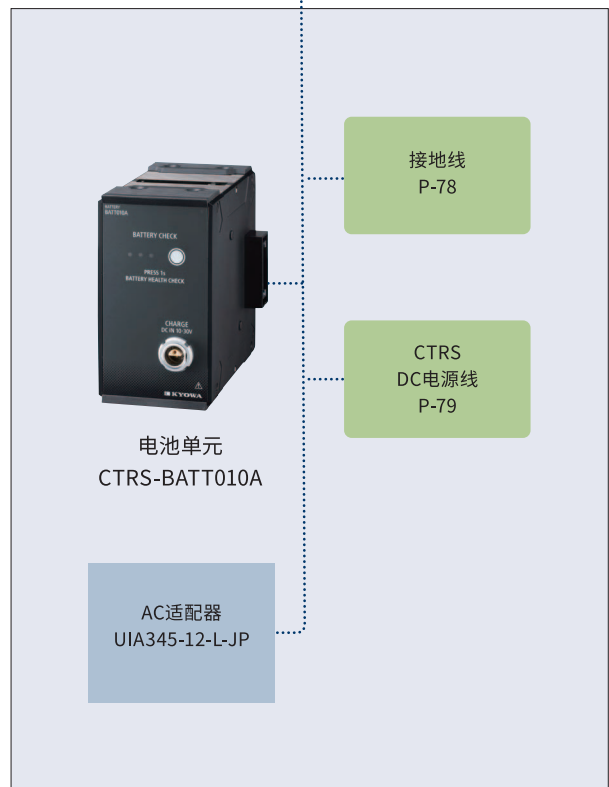 接地线
P-78
BATTERY
BATT010A
BATTERY CHECK
PRESS 1s
BATTERY HEALTH CHECK
CHARGE
DC IN 10-30V
KYOWA
CTRS
DC电源线
P-79
电池单元
CTRS-BATT010A
AC适配器
UIA345-12-L-JP